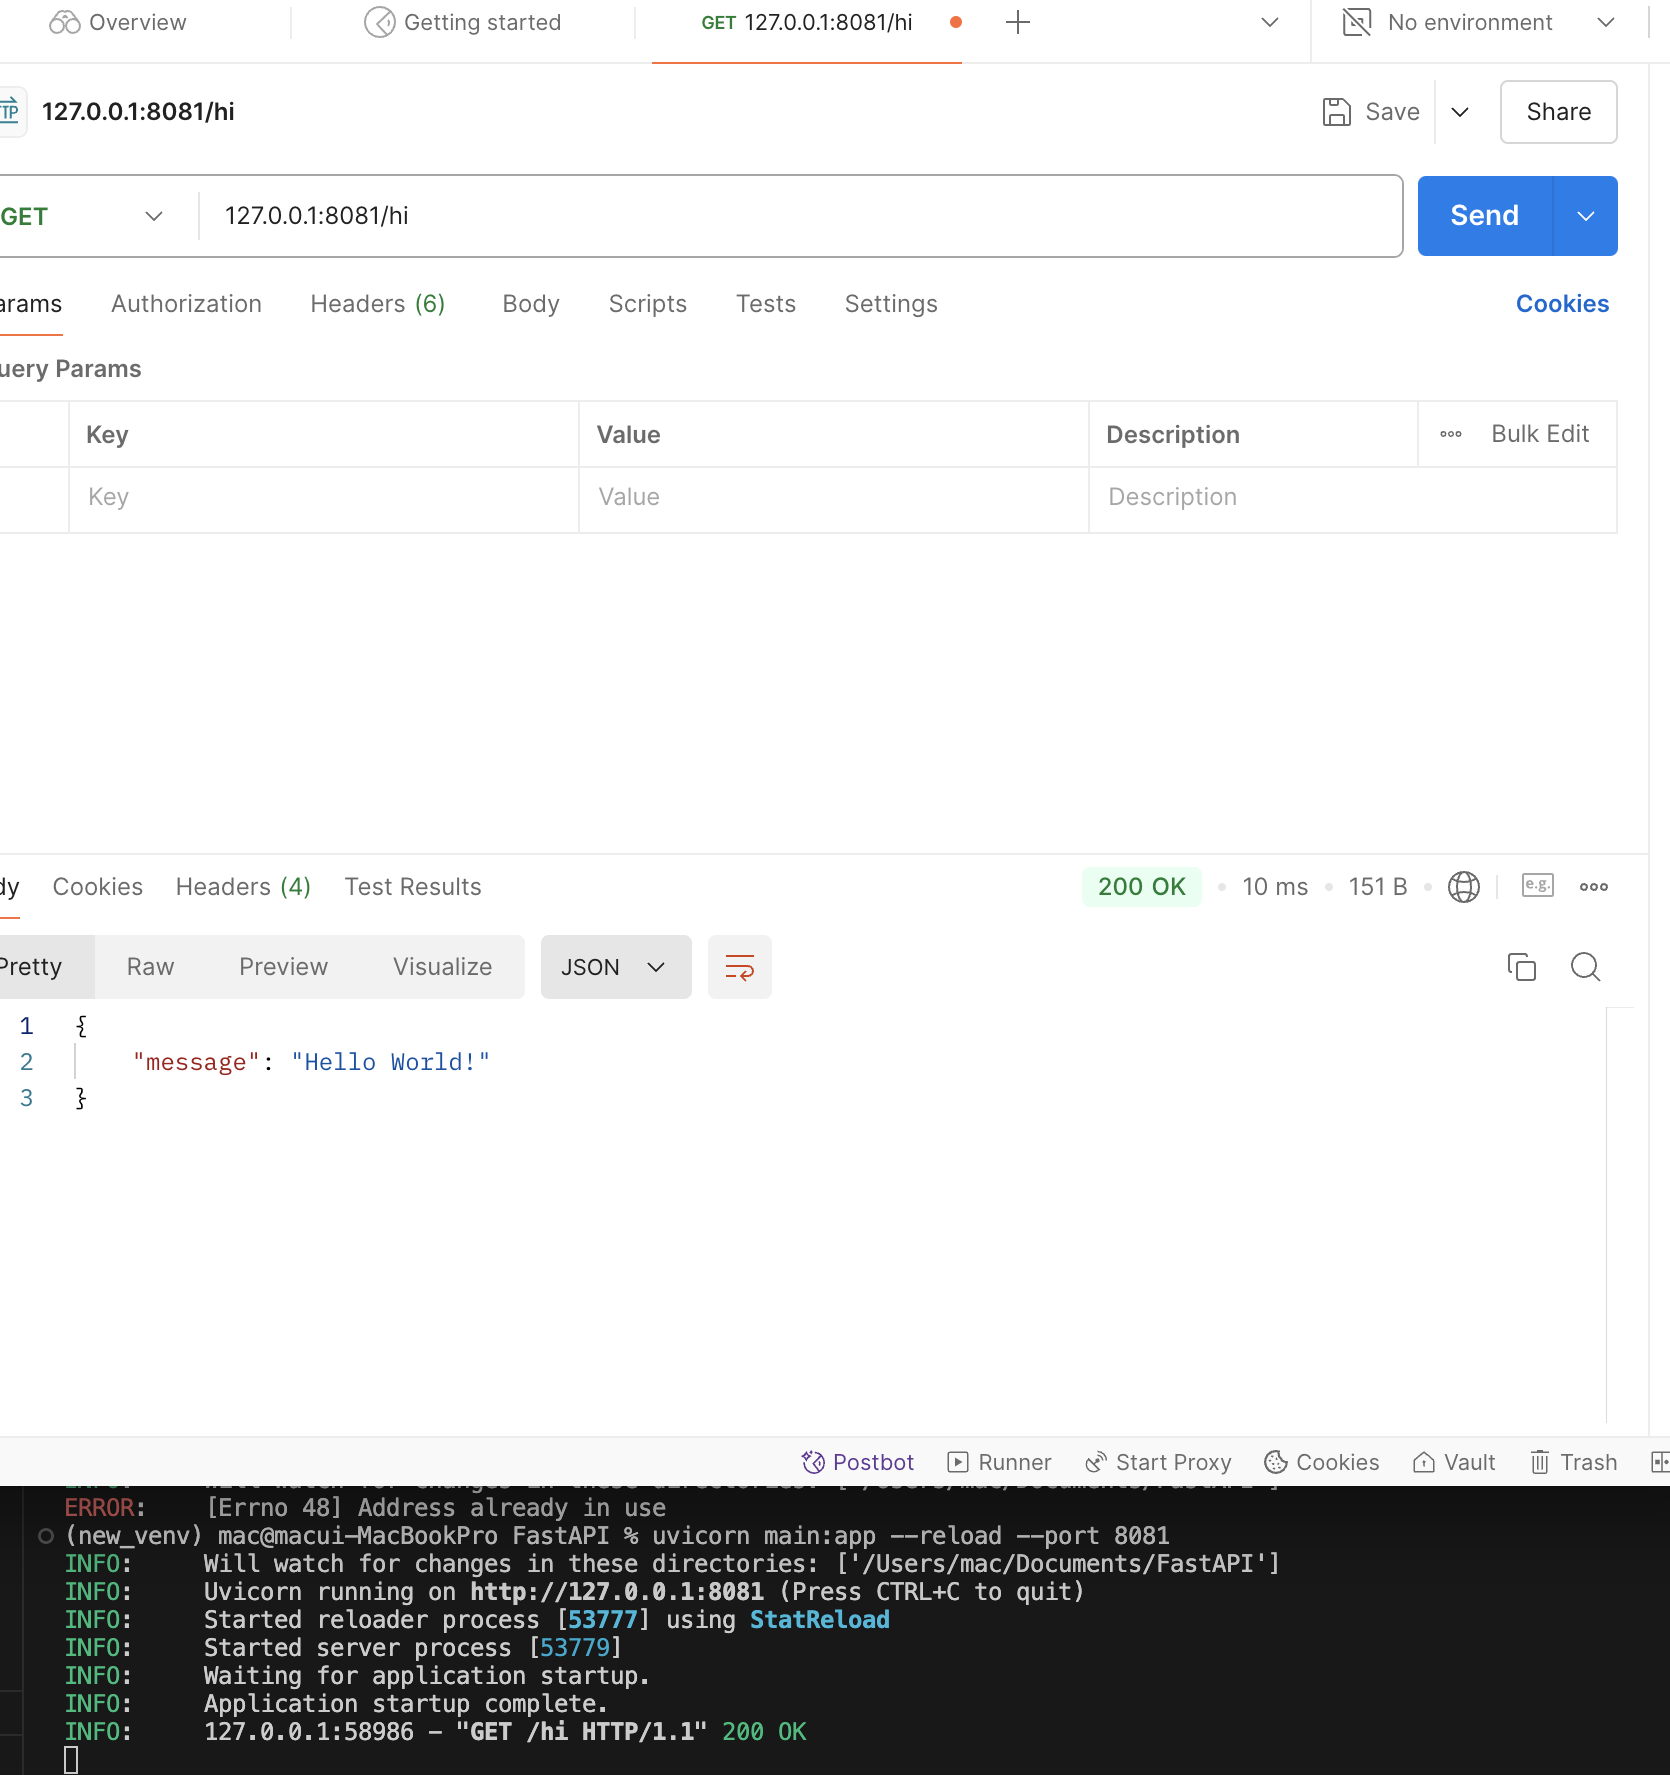 Overview
Getting started
GET 127.0.0.1:8081/hi
No environment
127.0.0.1:8081/hi
Save
Share
GET
127.0.0.1:8081/hi
Send
Authorization
Headers (6)
Body
Scripts
Tests
Settings
Cookies
Params
Key
Value
Description
Bulk Edit
Key
Value
Description
Cookies
Headers (4)
Test Results
200 OK
10 ms
151 B
e.g.
Pretty
Raw
Preview
Visualize
JSON
1 {
2 "message": "Hello World!"
3 }
Postbot
Runner
Start Proxy
Cookies
Vault
Trash
ERROR: [Errno 48] Address already in use
(new_venv) mac@macui-MacBookPro FastAPI % uvicorn main:app --reload --port 8081
INFO: Will watch for changes in these directories: ['/Users/mac/Documents/FastAPI']
INFO: Uvicorn running on http://127.0.0.1:8081 (Press CTRL+C to quit)
INFO: Started reloader process [53777] using StatReload
INFO: Started server process [53779]
INFO: Waiting for application startup.
INFO: Application startup complete.
INFO: 127.0.0.1:58986 - "GET /hi HTTP/1.1" 200 OK